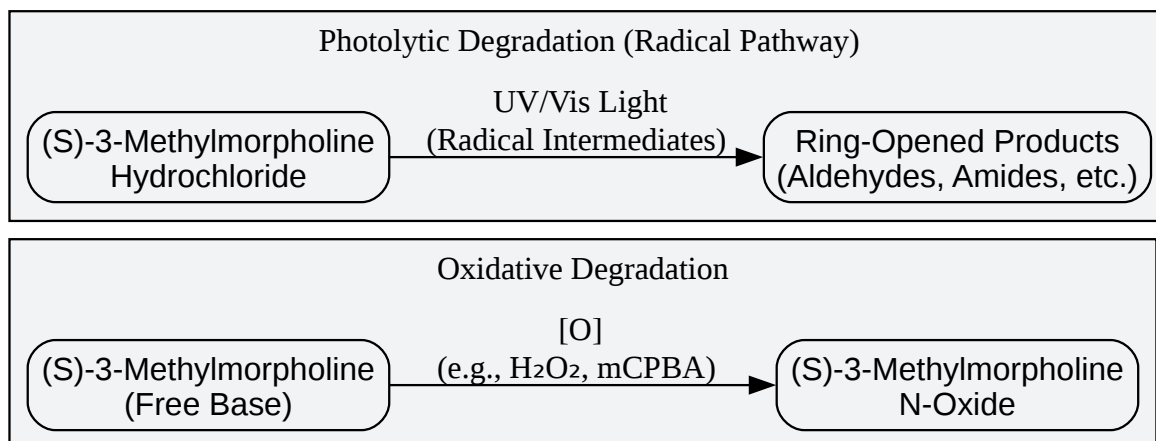 Photolytic Degradation (Radical Pathway)
UV/Vis Light
(Radical Intermediates)
(S)-3-Methylmorpholine
Hydrochloride
Ring-Opened Products
(Aldehydes, Amides, etc.)
Oxidative Degradation
[O]
(e.g., H₂O₂, mCPBA)
(S)-3-Methylmorpholine
(Free Base)
(S)-3-Methylmorpholine
N-Oxide